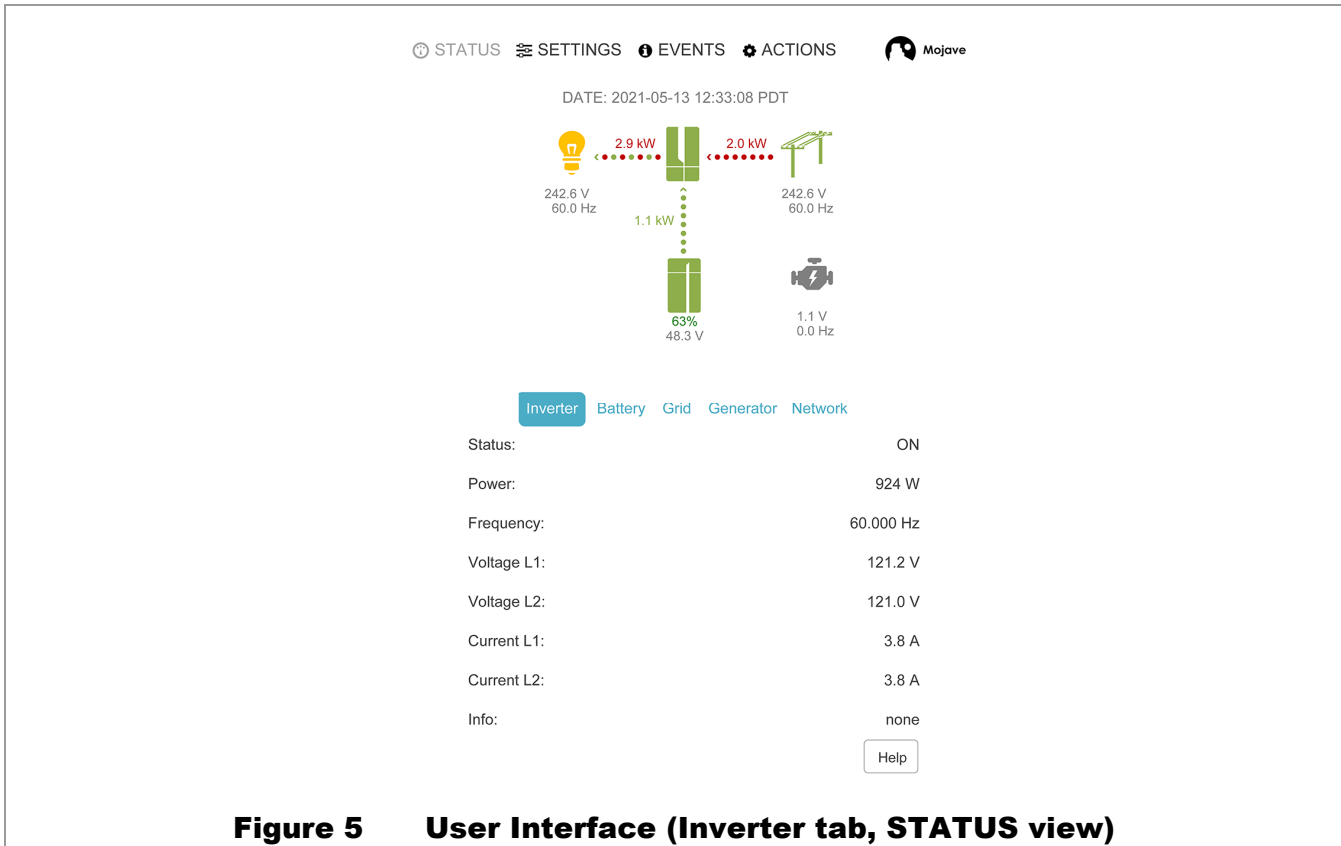 STATUS SETTINGS EVENTS ACTIONS Mojave
DATE: 2021-05-13 12:33:08 PDT
2.9 kW 2.0 kW
242.6 V 242.6 V
60.0 Hz 60.0 Hz
1.1 kW
63%
48.3 V
1.1 V
0.0 Hz
Inverter Battery Grid Generator Network
Status: ON
Power: 924 W
Frequency: 60.000 Hz
Voltage L1: 121.2 V
Voltage L2: 121.0 V
Current L1: 3.8 A
Current L2: 3.8 A
Info: none
Help
Figure 5 User Interface (Inverter tab, STATUS view)